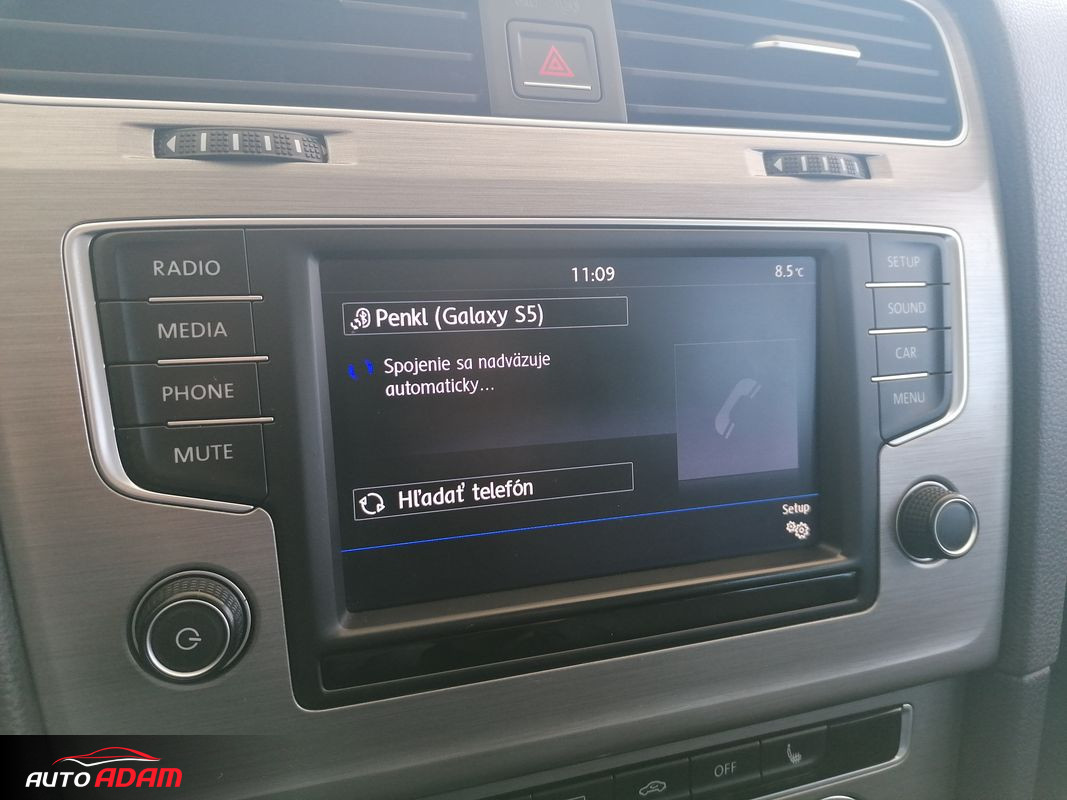 RADIO
MEDIA
PHONE
MUTE
11:09
8.5°C
Penkl (Galaxy S5)
Spojenie sa nadväzuje
automaticky...
Hľadať telefón
Setup
SETUP
SOUND
CAR
MENU
OFF
AUTO ADAM